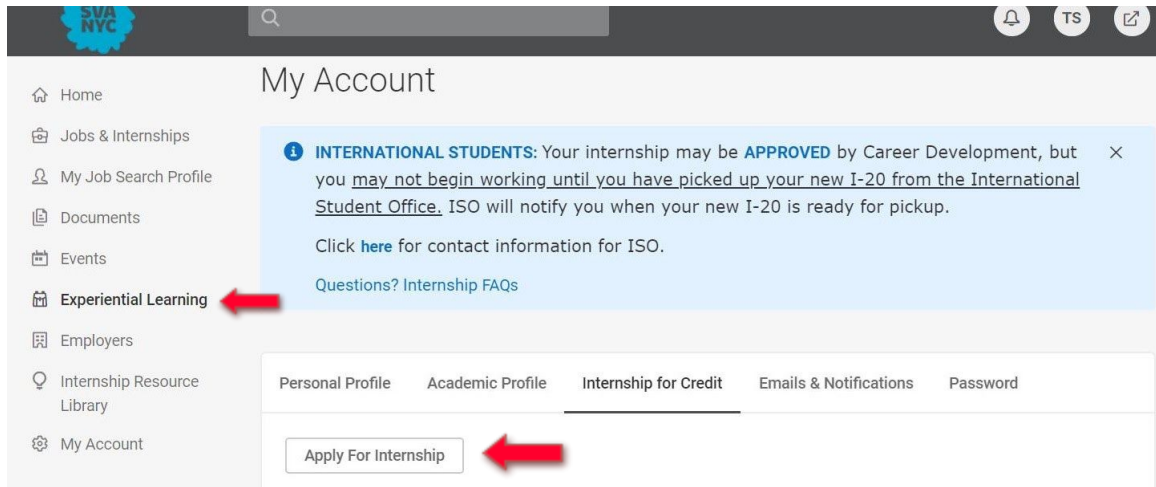 SVA
NYC
TS
Home
Jobs & Internships
My Job Search Profile
Documents
Events
Experiential Learning
Employers
Internship Resource
Library
My Account
My Account
INTERNATIONAL STUDENTS: Your internship may be APPROVED by Career Development, but
you may not begin working until you have picked up your new I-20 from the International
Student Office. ISO will notify you when your new I-20 is ready for pickup.
Click here for contact information for ISO.
Questions? Internship FAQs
Personal Profile Academic Profile Internship for Credit Emails & Notifications Password
Apply For Internship